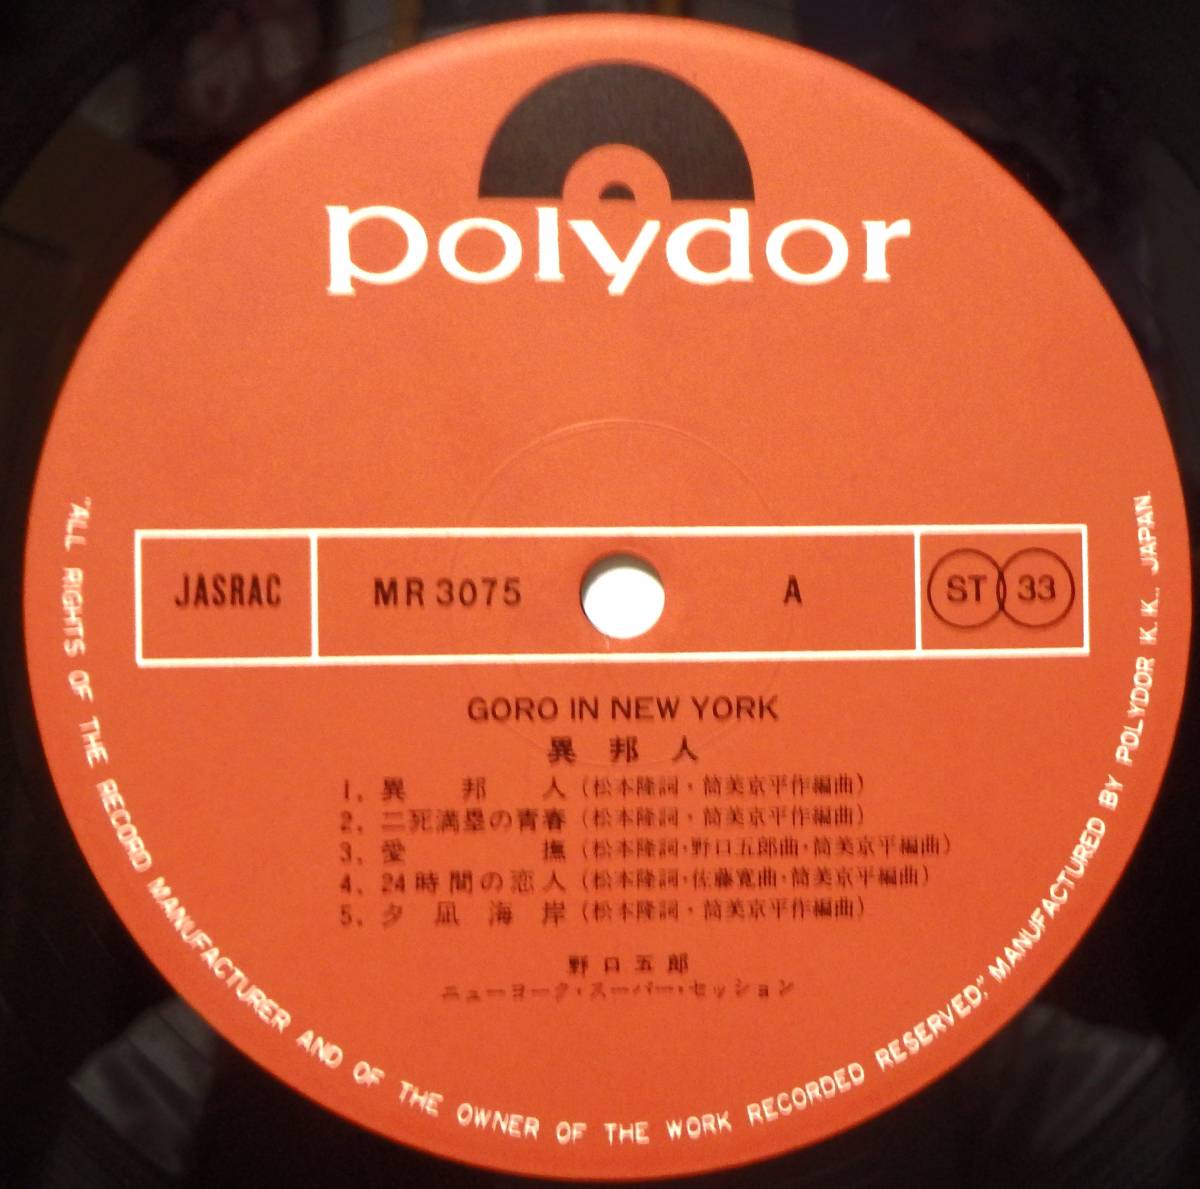 polydor
JASRAC MR 3075 A ST 33
GORO IN NEW YORK
異邦人
1. 異邦人 (松本隆詞・筒美京平作編曲)
2. 二死満塁の青春 (松本隆詞・筒美京平作編曲)
3. 愛撫 (松本隆詞・野口五郎曲・筒美京平編曲)
4. 24時間の恋人 (松本隆詞・佐藤寛曲・筒美京平編曲)
5. 夕凪海岸 (松本隆詞・筒美京平作編曲)
野口五郎
ニューヨーク・スーパー・セッション
"ALL RIGHTS OF THE RECORD MANUFACTURER AND OF THE OWNER OF THE WORK RECORDED RESERVED," MANUFACTURED BY POLYDOR K.K., JAPAN.